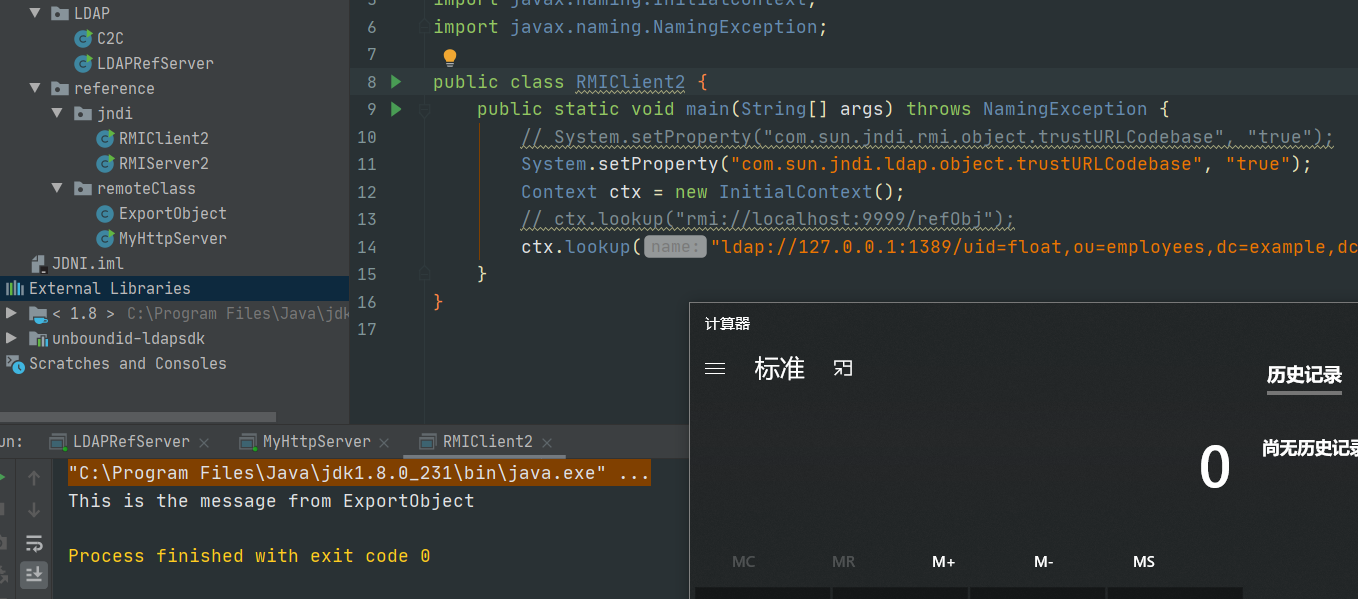 LDAP
C2C
LDAPRefServer
reference
jndi
RMIClient2
RMIServer2
remoteClass
ExportObject
MyHttpServer
JDNI.iml
External Libraries
< 1.8 > C:\Program Files\Java\jdk
unboundid-ldapsdk
Scratches and Consoles
5 import javax.naming.InitialContext;
6 import javax.naming.NamingException;
7
8 public class RMIClient2 {
9 public static void main(String[] args) throws NamingException {
10 // System.setProperty("com.sun.jndi.rmi.object.trustURLCodebase", "true");
11 System.setProperty("com.sun.jndi.ldap.object.trustURLCodebase", "true");
12 Context ctx = new InitialContext();
13 // ctx.lookup("rmi://localhost:9999/refObj");
14 ctx.lookup( name: "ldap://127.0.0.1:1389/uid=float,ou=employees,dc=example,dc
15 }
16 }
17
计算器
标准
历史记录
尚无历史记录
0
MC MR M+ M- MS
un: LDAPRefServer × MyHttpServer × RMIClient2 ×
"C:\Program Files\Java\jdk1.8.0_231\bin\java.exe" ...
This is the message from ExportObject
Process finished with exit code 0